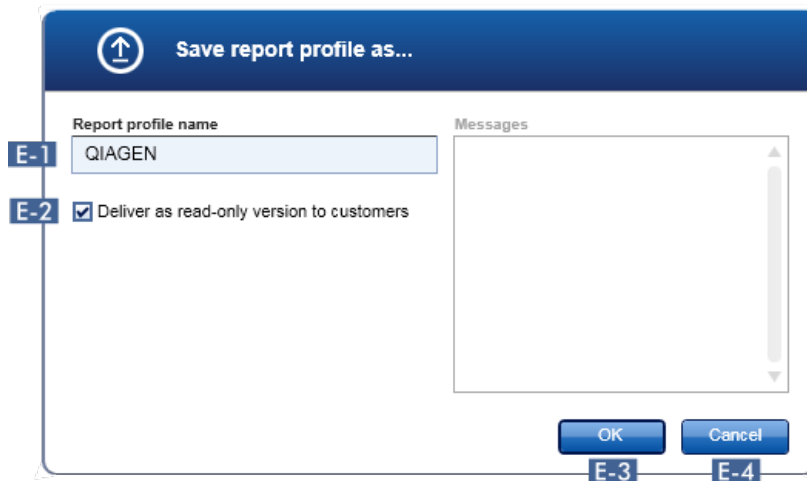 Save report profile as...
Report profile name
Messages
E-1
QIAGEN
E-2
Deliver as read-only version to customers
OK
Cancel
E-3
E-4